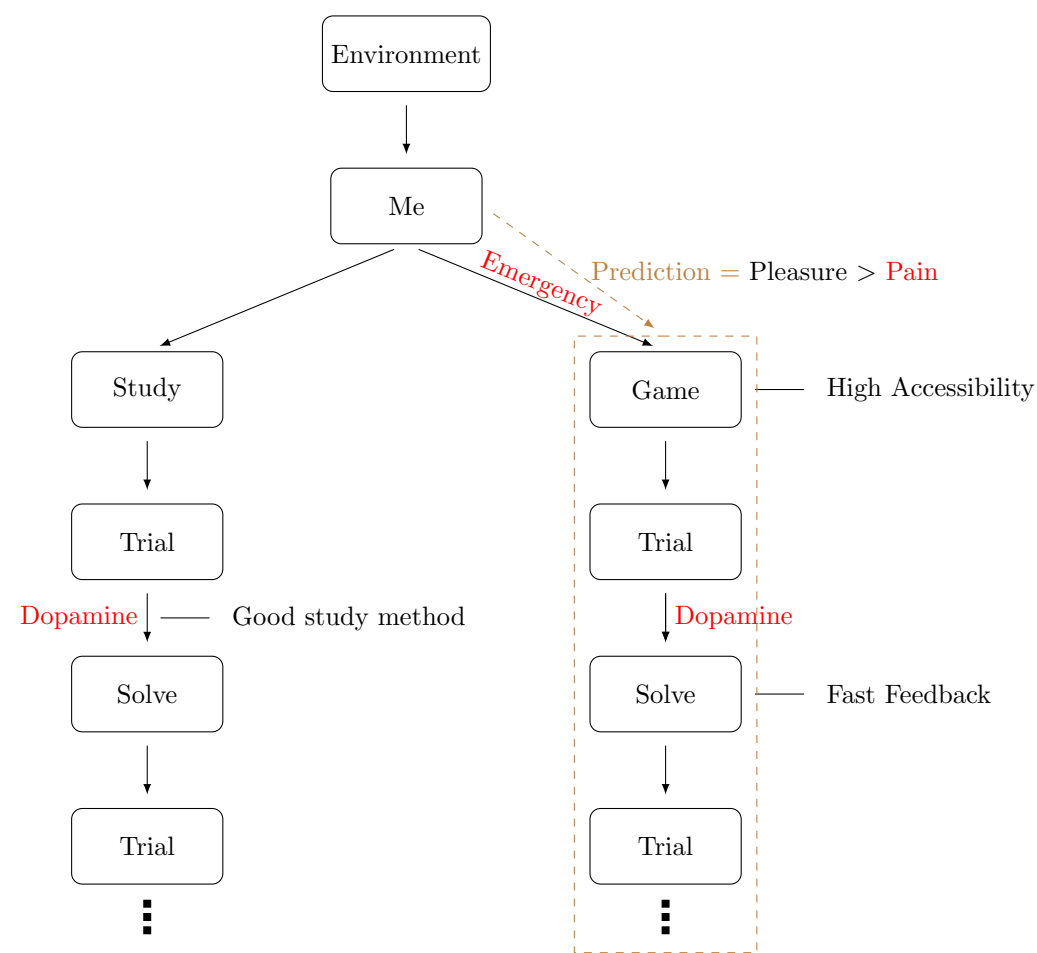 Environment
Me
Emergency
Prediction = Pleasure > Pain
Study
Game
High Accessibility
Trial
Trial
Dopamine
Good study method
Dopamine
Solve
Solve
Fast Feedback
Trial
Trial